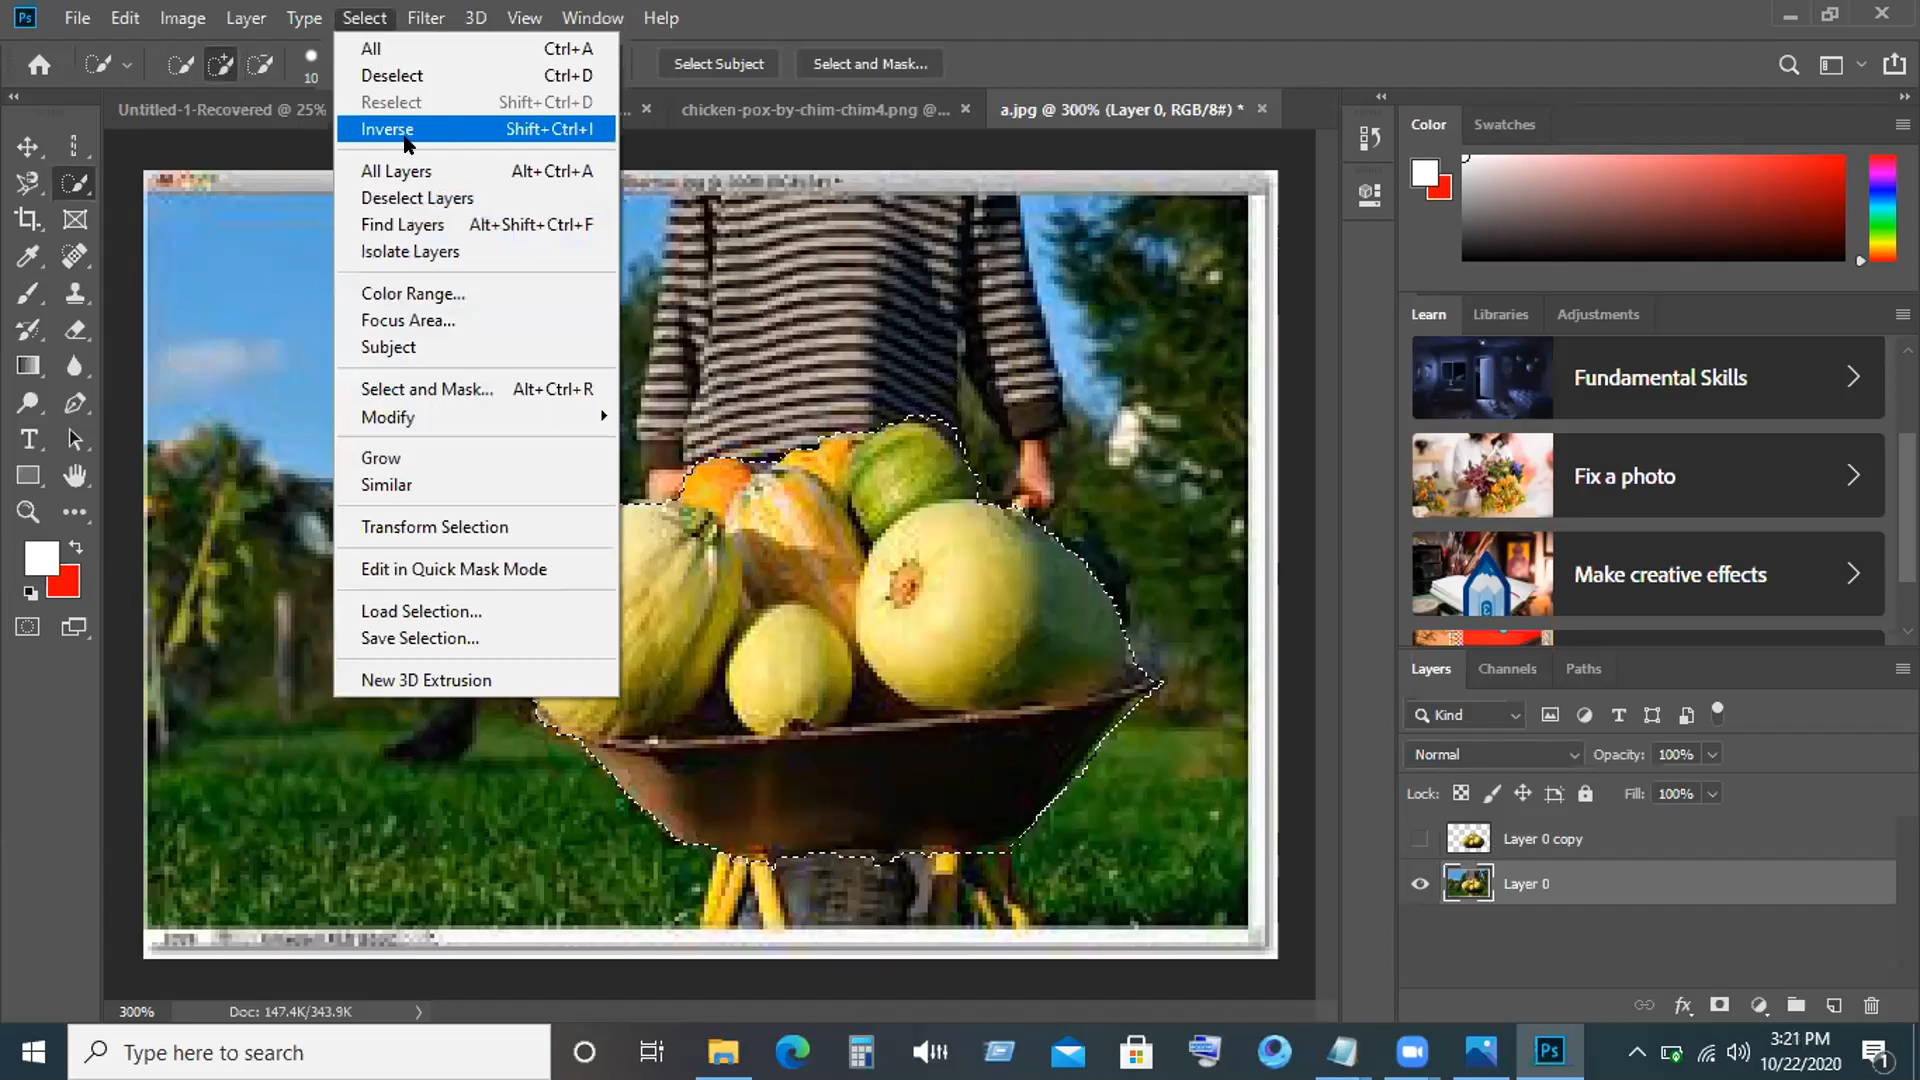 Ps File Edit Image Layer Type Select Filter 3D View Window Help
10 Select Subject Select and Mask...
Untitled-1-Recovered @ 25% ... chicken-pox-by-chim-chim4.png @... a.jpg @ 300% (Layer 0, RGB/8#) *
All Ctrl+A
Deselect Ctrl+D
Reselect Shift+Ctrl+D
Inverse Shift+Ctrl+I
All Layers Alt+Ctrl+A
Deselect Layers
Find Layers Alt+Shift+Ctrl+F
Isolate Layers
Color Range...
Focus Area...
Subject
Select and Mask... Alt+Ctrl+R
Modify
Grow
Similar
Transform Selection
Edit in Quick Mask Mode
Load Selection...
Save Selection...
New 3D Extrusion
Color Swatches
Learn Libraries Adjustments
Fundamental Skills
Fix a photo
Make creative effects
Layers Channels Paths
Kind
Normal Opacity: 100%
Lock: Fill: 100%
Layer 0 copy
Layer 0
300% Doc: 147.4K/343.9K
Type here to search
Ps
3:21 PM
10/22/2020
1